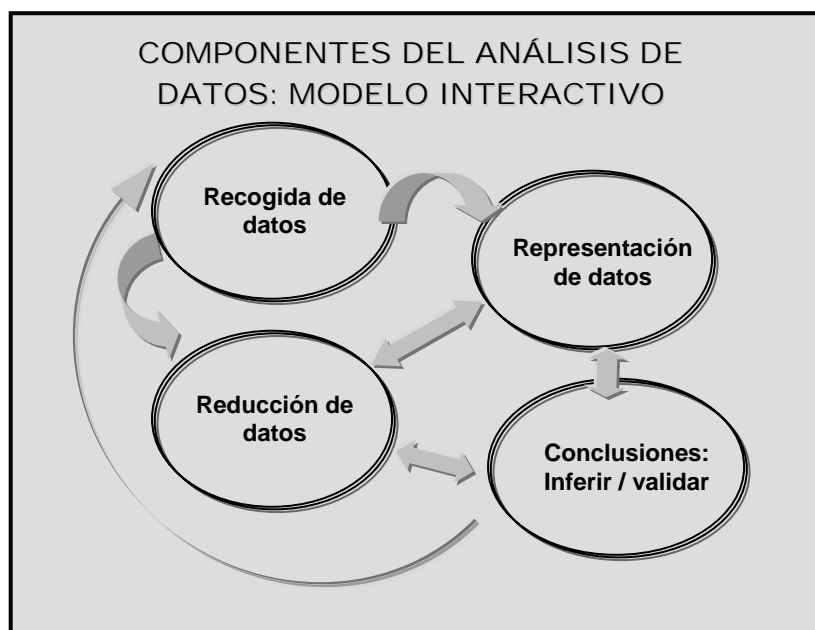 COMPONENTES DEL ANÁLISIS DE
DATOS: MODELO INTERACTIVO
Recogida de
datos
Representación
de datos
Reducción de
datos
Conclusiones:
Inferir / validar